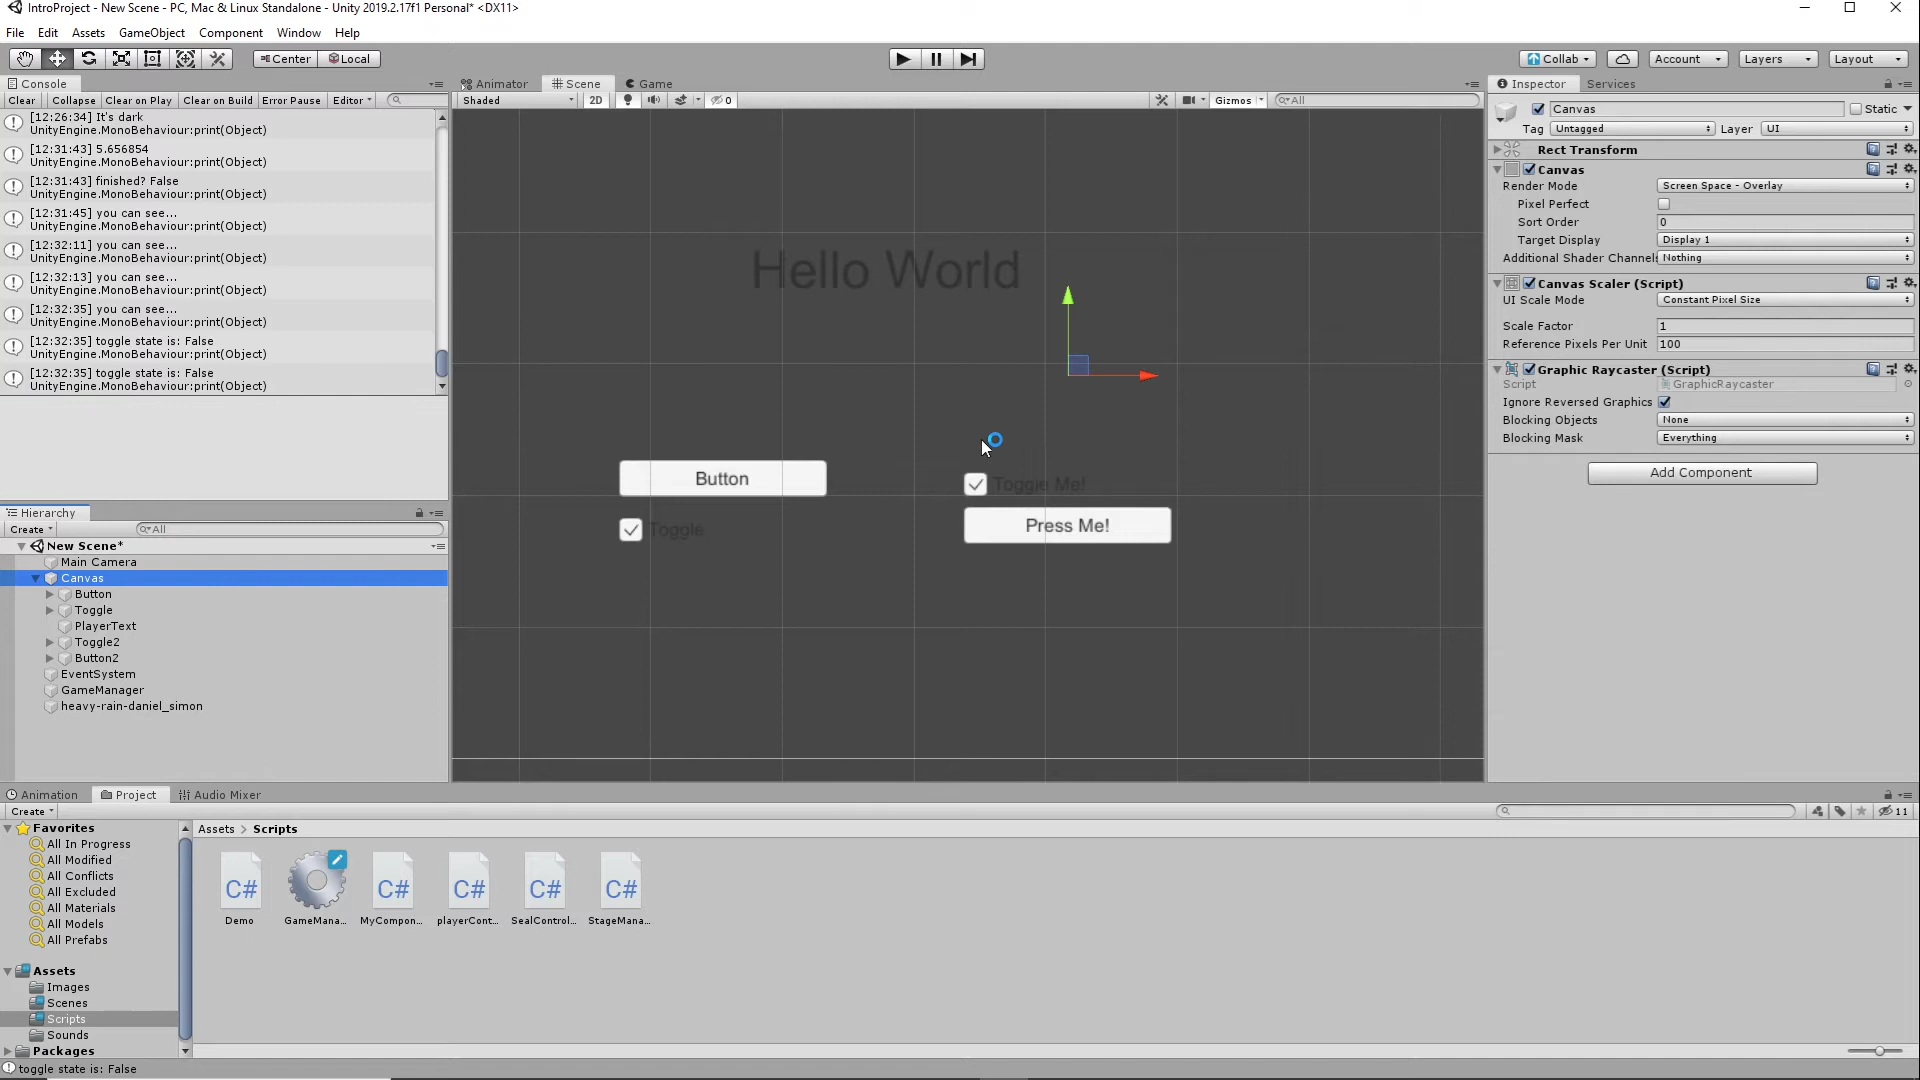 IntroProject - New Scene - PC, Mac & Linux Standalone - Unity 2019.2.17f1 Personal* <DX11>
File Edit Assets GameObject Component Window Help
Center Local Collab Account Layers Layout
Console
Clear Collapse Clear on Play Clear on Build Error Pause Editor
[12:26:34] It's dark
UnityEngine.MonoBehaviour:print(Object)
[12:31:43] 5.656854
UnityEngine.MonoBehaviour:print(Object)
[12:31:43] finished? False
UnityEngine.MonoBehaviour:print(Object)
[12:31:45] you can see...
UnityEngine.MonoBehaviour:print(Object)
[12:32:11] you can see...
UnityEngine.MonoBehaviour:print(Object)
[12:32:13] you can see...
UnityEngine.MonoBehaviour:print(Object)
[12:32:35] you can see...
UnityEngine.MonoBehaviour:print(Object)
[12:32:35] toggle state is: False
UnityEngine.MonoBehaviour:print(Object)
[12:32:35] toggle state is: False
UnityEngine.MonoBehaviour:print(Object)
Hierarchy
Create All
New Scene*
Main Camera
Canvas
Button
Toggle
PlayerText
Toggle2
Button2
EventSystem
GameManager
heavy-rain-daniel_simon
Animator Scene Game
Shaded 2D 0 Gizmos All
Hello World
Button
Toggle
Toggle Me!
Press Me!
Inspector Services
Canvas Static
Tag Untagged Layer UI
Rect Transform
Canvas
Render Mode Screen Space - Overlay
Pixel Perfect
Sort Order 0
Target Display Display 1
Additional Shader Channels Nothing
Canvas Scaler (Script)
UI Scale Mode Constant Pixel Size
Scale Factor 1
Reference Pixels Per Unit 100
Graphic Raycaster (Script)
Script GraphicRaycaster
Ignore Reversed Graphics
Blocking Objects None
Blocking Mask Everything
Add Component
Animation Project Audio Mixer
Create 11
Favorites
All In Progress
All Modified
All Conflicts
All Excluded
All Materials
All Models
All Prefabs
Assets
Images
Scenes
Scripts
Sounds
Packages
Assets > Scripts
C# C# C# C# C#
Demo GameMana... MyCompon... playerCont... SealControl... StageMana...
toggle state is: False